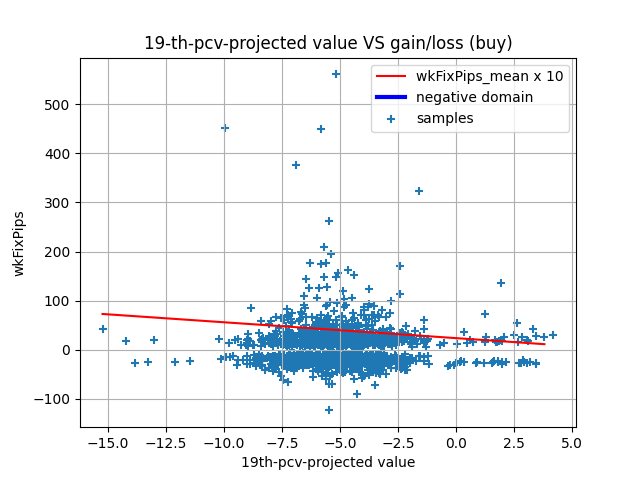 19-th-pcv-projected value VS gain/loss (buy)
wkFixPips_mean x 10
negative domain
samples
wkFixPips
500
400
300
200
100
0
−100
−15.0 −12.5 −10.0 −7.5 −5.0 −2.5 0.0 2.5 5.0
19th-pcv-projected value